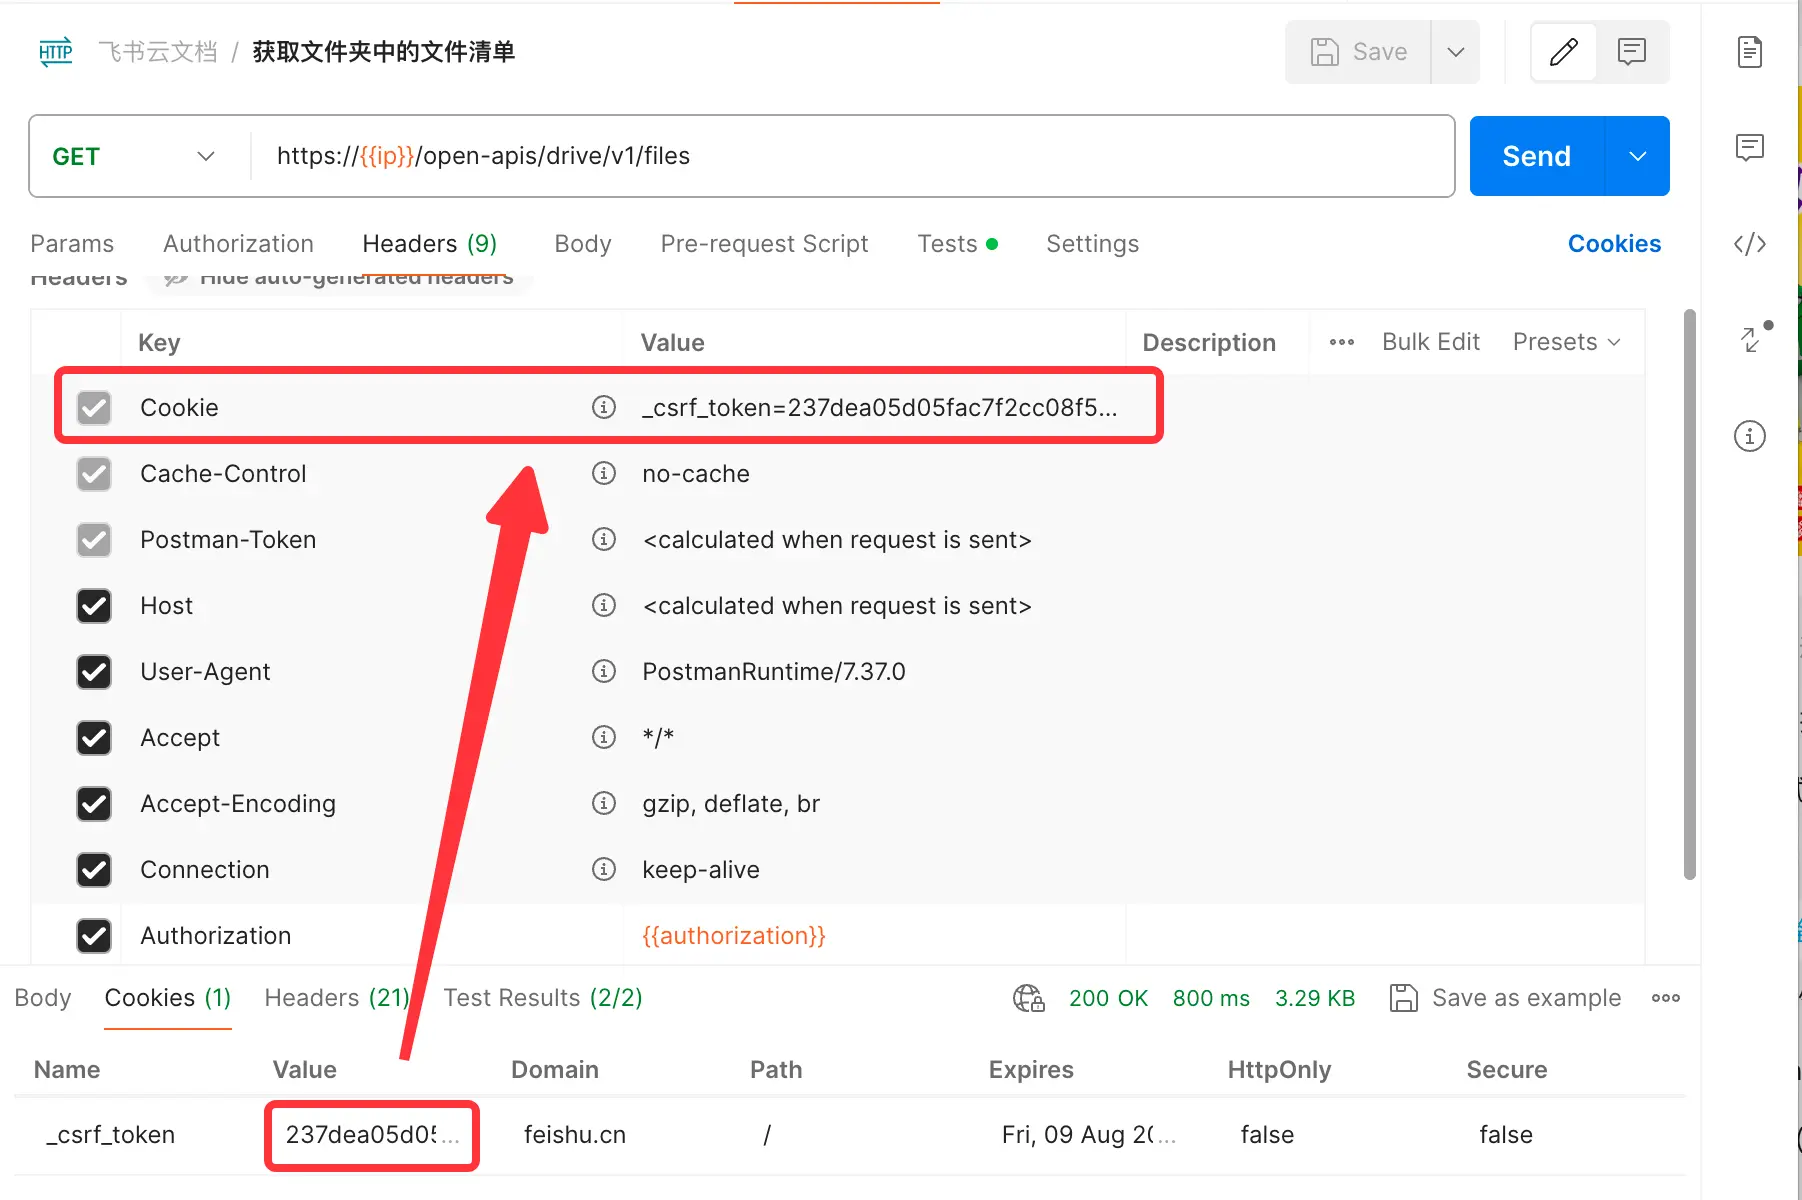 HTTP 飞书云文档 / 获取文件夹中的文件清单 Save
GET https://{{ip}}/open-apis/drive/v1/files Send
Params Authorization Headers (9) Body Pre-request Script Tests Settings Cookies
Headers Hide auto-generated headers
Key Value Description Bulk Edit Presets
Cookie _csrf_token=237dea05d05fac7f2cc08f5...
Cache-Control no-cache
Postman-Token <calculated when request is sent>
Host <calculated when request is sent>
User-Agent PostmanRuntime/7.37.0
Accept */*
Accept-Encoding gzip, deflate, br
Connection keep-alive
Authorization {{authorization}}
Body Cookies (1) Headers (21) Test Results (2/2) 200 OK 800 ms 3.29 KB Save as example
Name Value Domain Path Expires HttpOnly Secure
_csrf_token 237dea05d05... feishu.cn / Fri, 09 Aug 20... false false